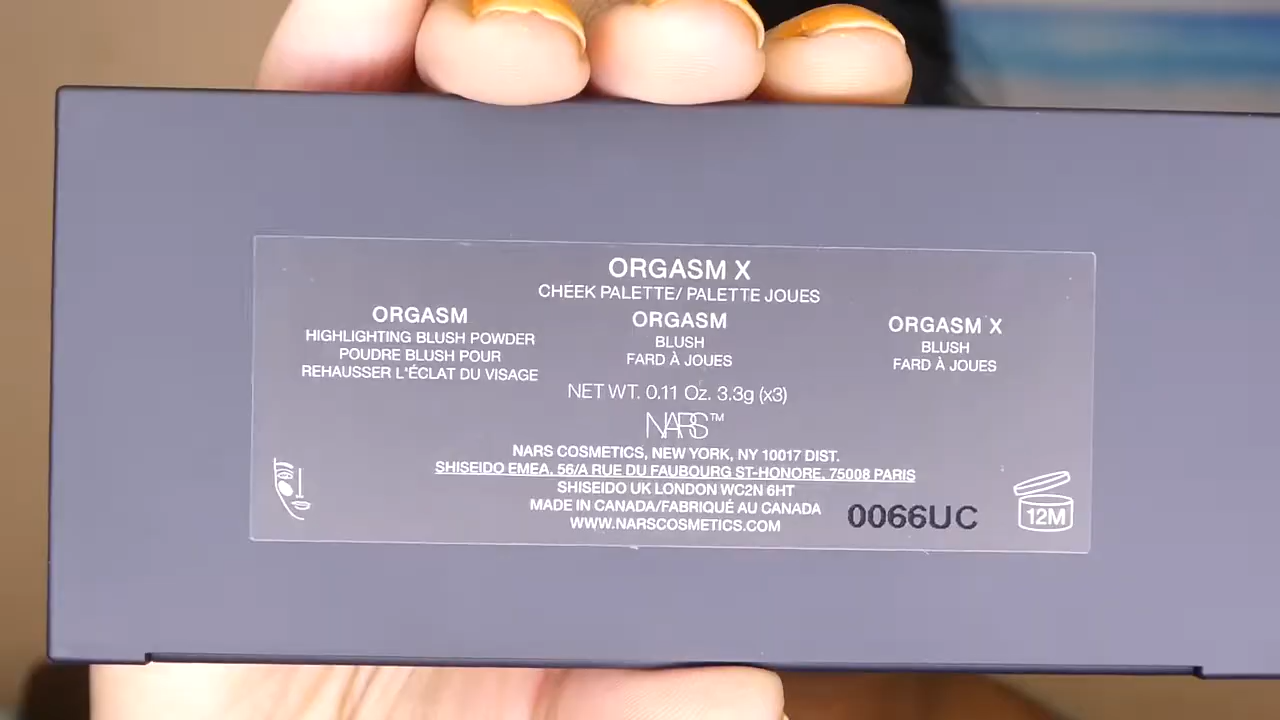 ORGASM X
CHEEK PALETTE/ PALETTE JOUES
ORGASM
HIGHLIGHTING BLUSH POWDER
POUDRE BLUSH POUR
REHAUSSER L'ÉCLAT DU VISAGE
ORGASM
BLUSH
FARD À JOUES
ORGASM X
BLUSH
FARD À JOUES
NET WT. 0.11 Oz. 3.3g (x3)
NARS™
NARS COSMETICS, NEW YORK, NY 10017 DIST.
SHISEIDO EMEA, 56/A RUE DU FAUBOURG ST-HONORE, 75008 PARIS
SHISEIDO UK LONDON WC2N 6HT
MADE IN CANADA/FABRIQUÉ AU CANADA
WWW.NARSCOSMETICS.COM
0066UC
12M